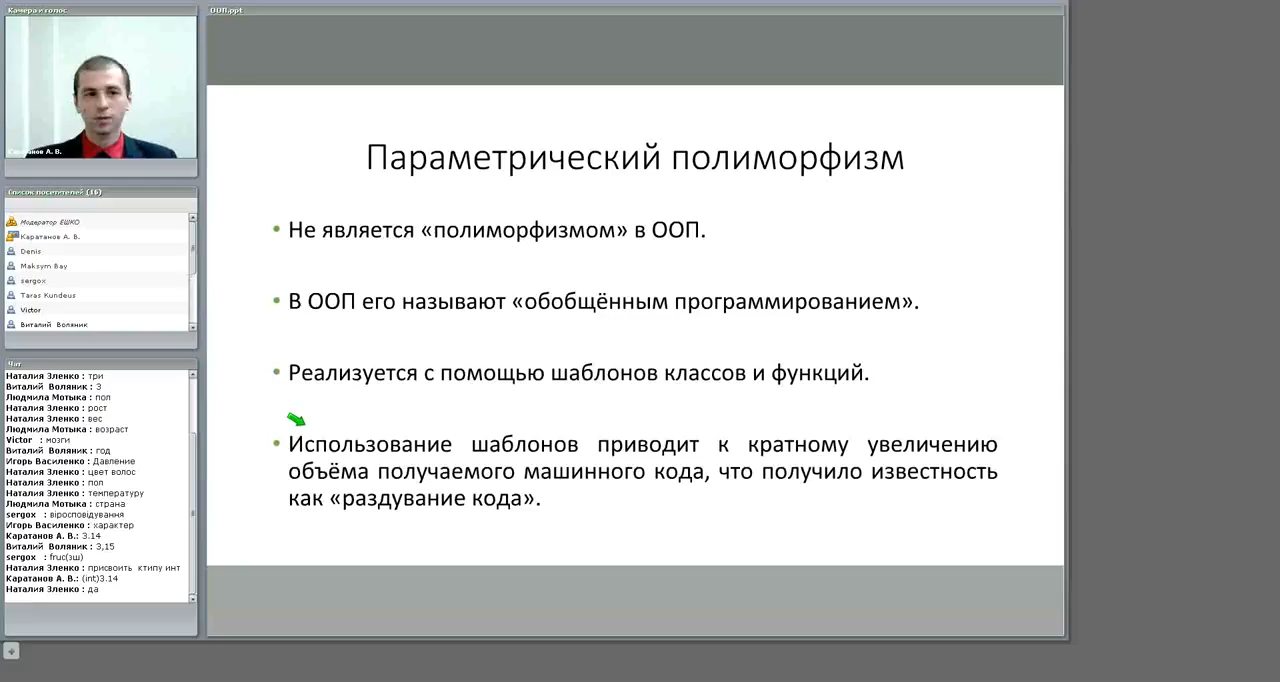 Камера и голос
Каратанов А. В.
Список посетителей (16)
Модератор ЕШКО
Каратанов А. В.
Denis
Maksym Bay
sergox
Taras Kundeus
Victor
Виталий Воляник
Чат
Наталия Зленко : три
Виталий Воляник : 3
Людмила Мотыка : пол
Наталия Зленко : рост
Наталия Зленко : вес
Людмила Мотыка : возраст
Victor : мозги
Виталий Воляник : год
Игорь Василенко : Давление
Наталия Зленко : цвет волос
Наталия Зленко : пол
Наталия Зленко : температуру
Людмила Мотыка : страна
sergox : віросповідування
Игорь Василенко : характер
Каратанов А. В.: 3.14
Виталий Воляник : 3,15
sergox : fruc(зш)
Наталия Зленко : присвоить ктипу инт
Каратанов А. В.: (int)3.14
Наталия Зленко : да
ООП.ppt
Параметрический полиморфизм
• Не является «полиморфизмом» в ООП.
• В ООП его называют «обобщённым программированием».
• Реализуется с помощью шаблонов классов и функций.
• Использование шаблонов приводит к кратному увеличению
объёма получаемого машинного кода, что получило известность
как «раздувание кода».